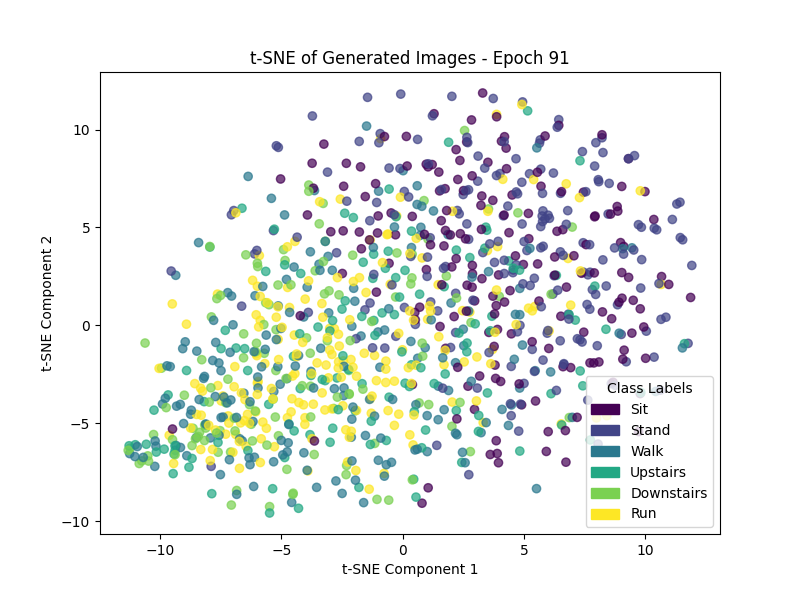 t-SNE of Generated Images - Epoch 91
t-SNE Component 2
10
5
0
−5
−10
Class Labels
Sit
Stand
Walk
Upstairs
Downstairs
Run
−10
−5
0
5
10
t-SNE Component 1